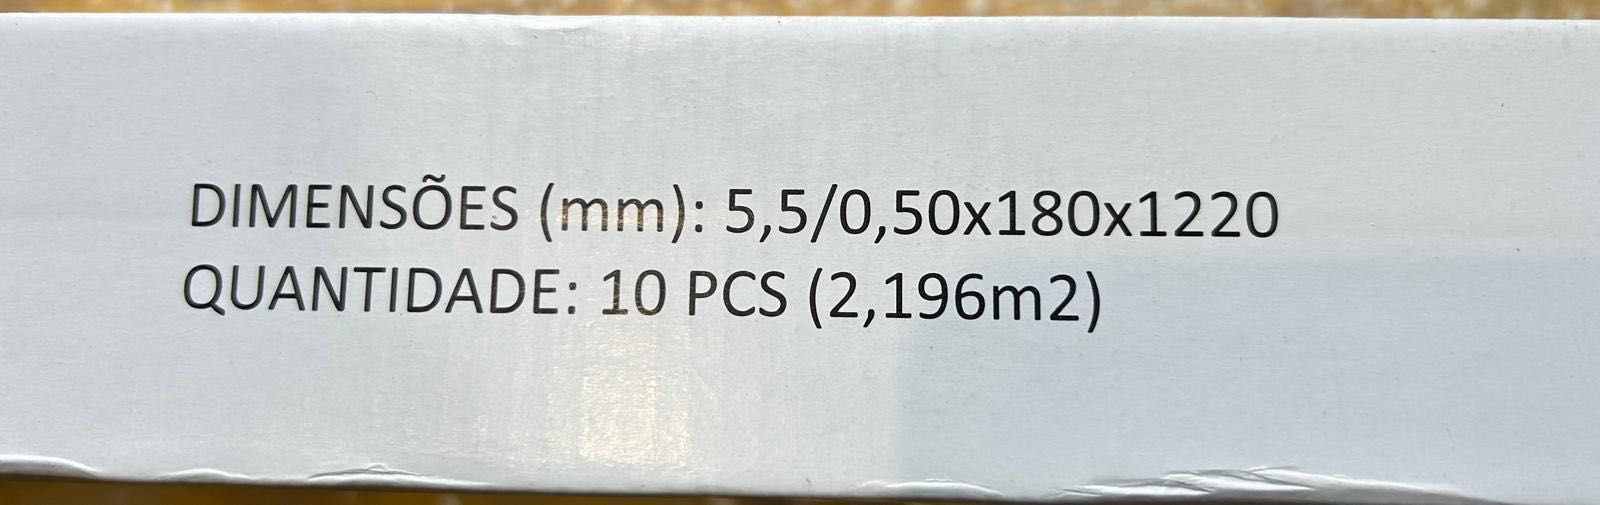 DIMENSÕES (mm): 5,5/0,50x180x1220
QUANTIDADE: 10 PCS (2,196m2)